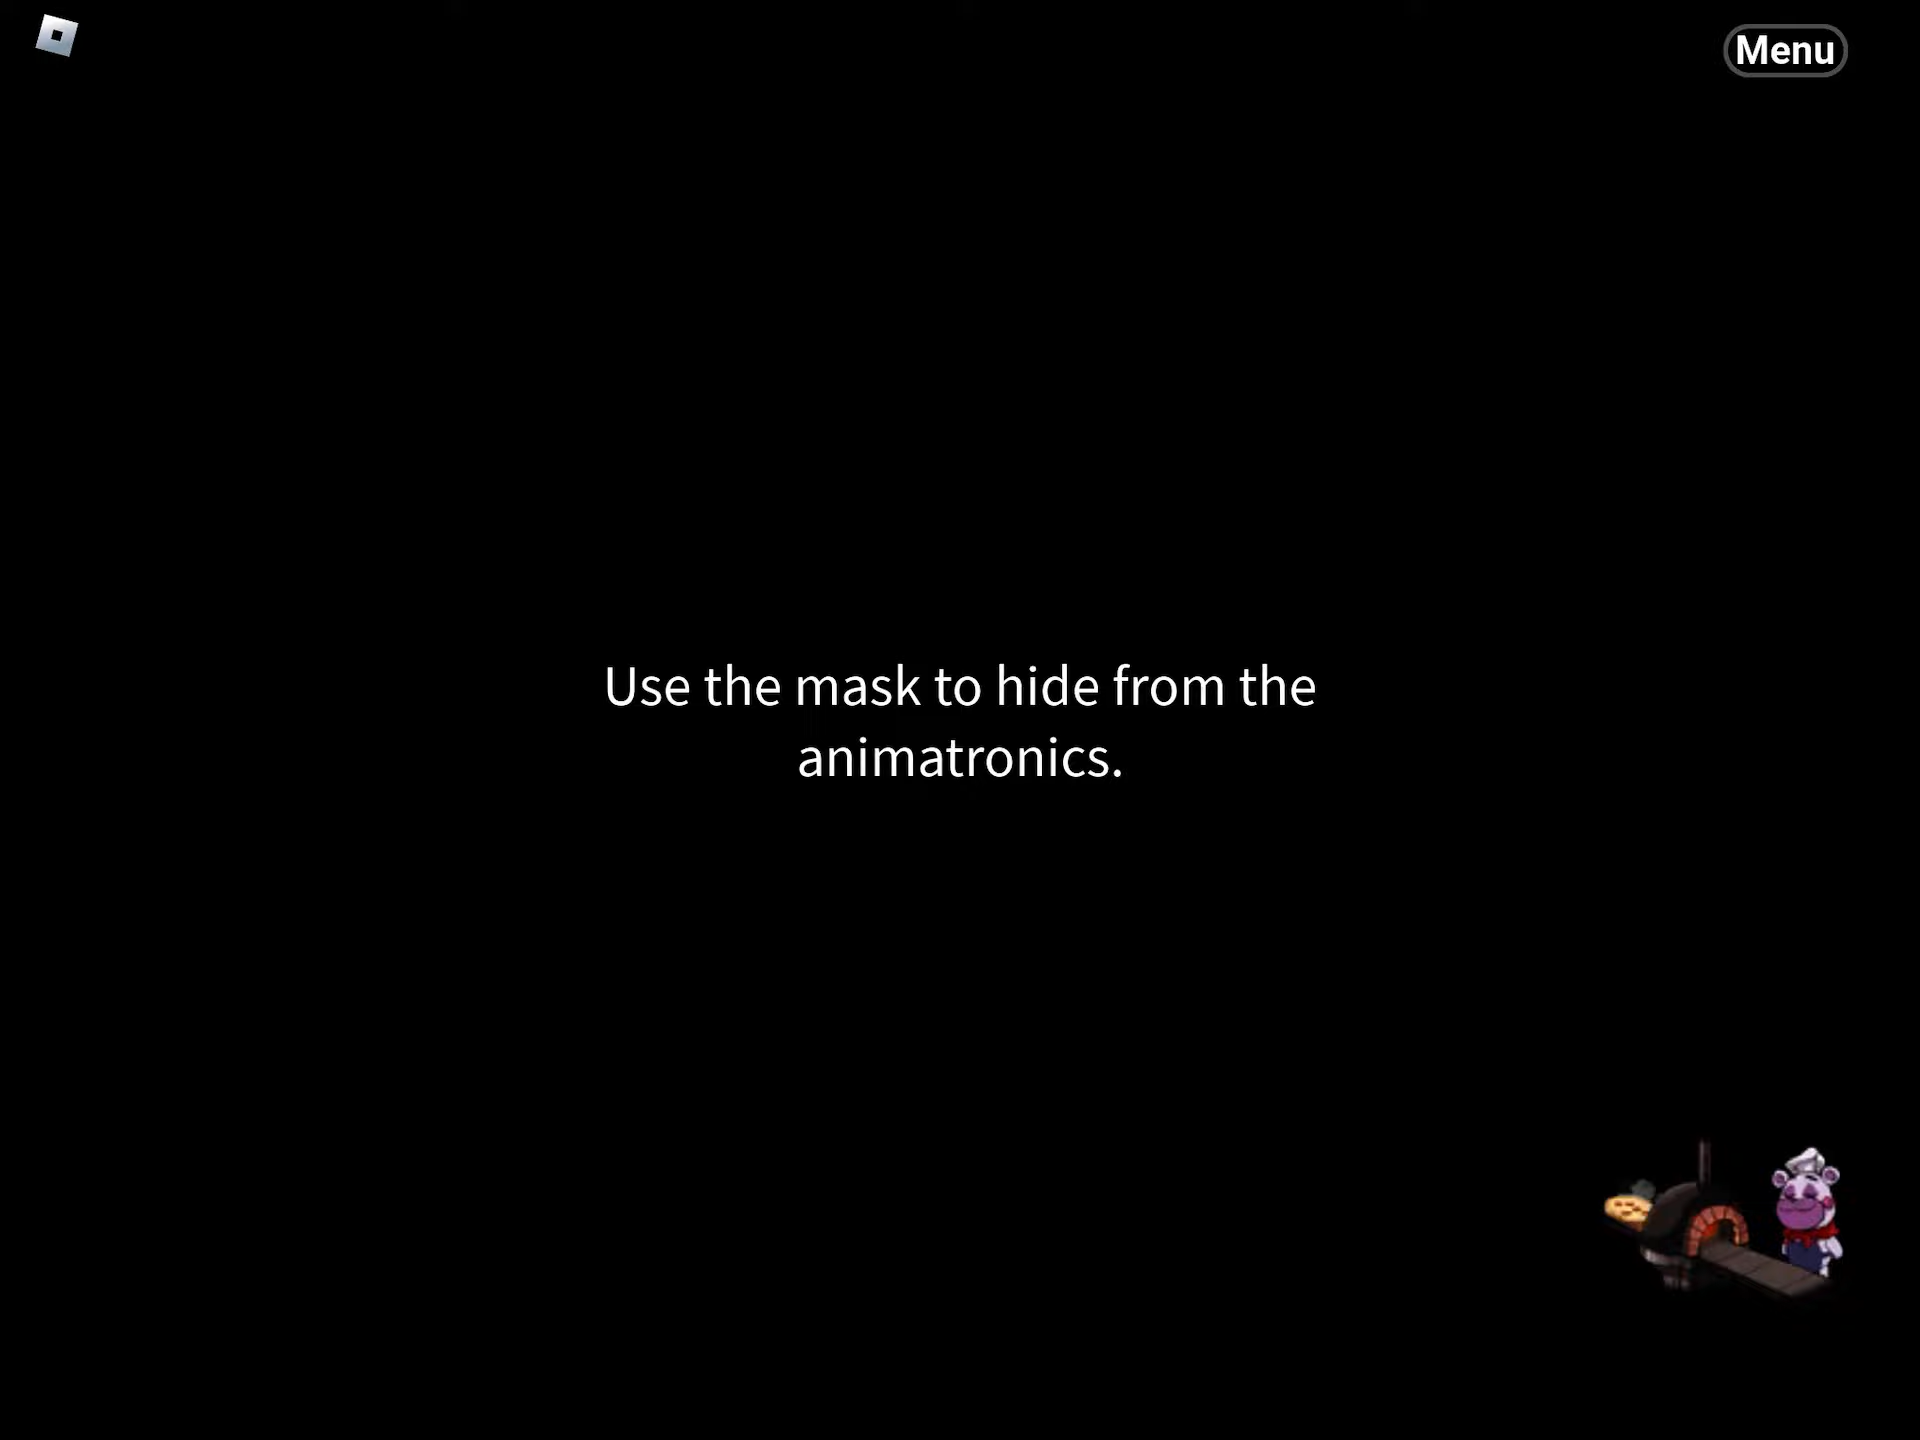 Menu
Use the mask to hide from the
animatronics.